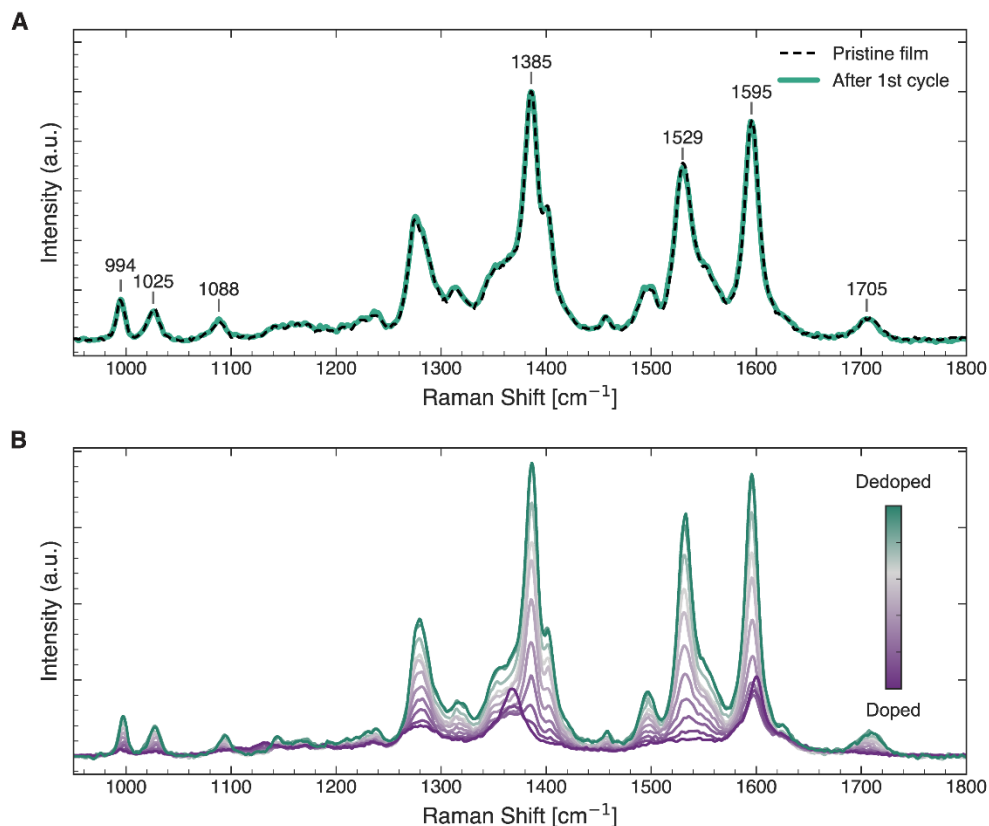 A
Pristine film
After 1st cycle
1385
1595
1529
994
1025
1088
1705
Intensity (a.u.)
1000 1100 1200 1300 1400 1500 1600 1700 1800
Raman Shift [cm⁻¹]
B
Dedoped
Doped
Intensity (a.u.)
1000 1100 1200 1300 1400 1500 1600 1700 1800
Raman Shift [cm⁻¹]